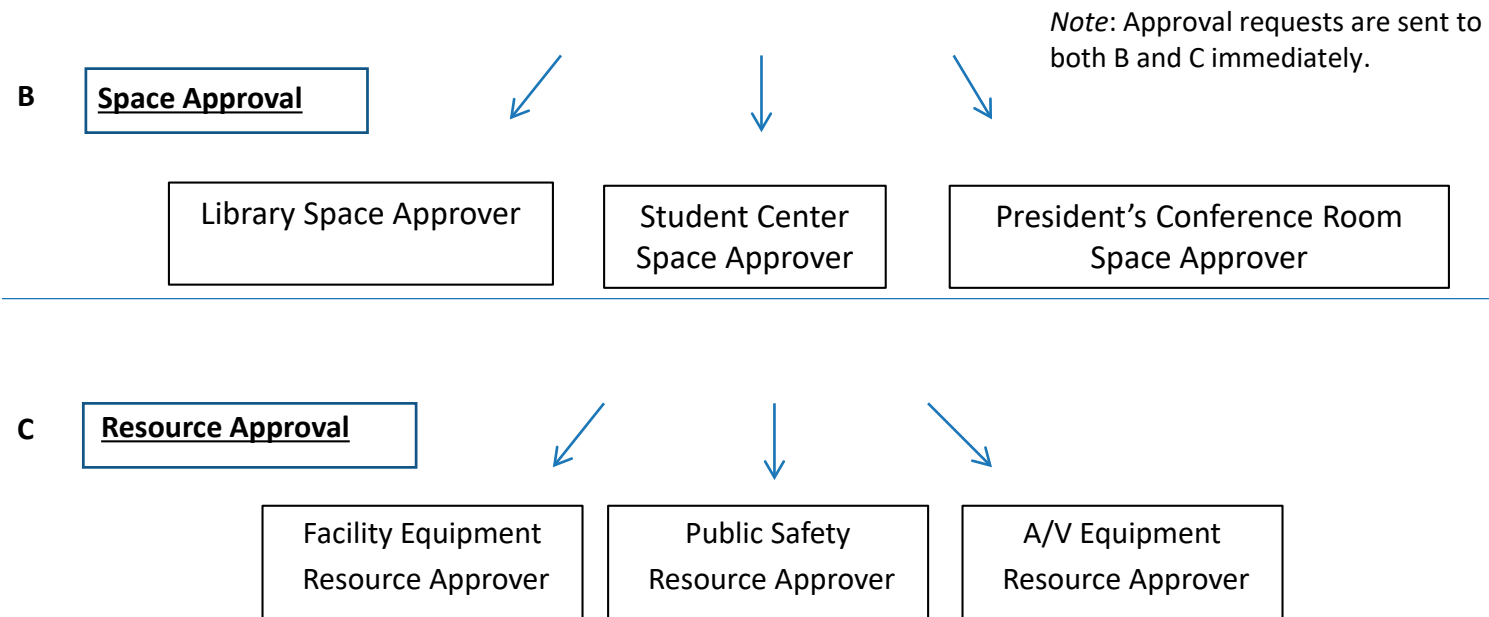 Note: Approval requests are sent to
both B and C immediately.
B
Space Approval
Library Space Approver
Student Center
Space Approver
President’s Conference Room
Space Approver
C
Resource Approval
Facility Equipment
Resource Approver
Public Safety
Resource Approver
A/V Equipment
Resource Approver